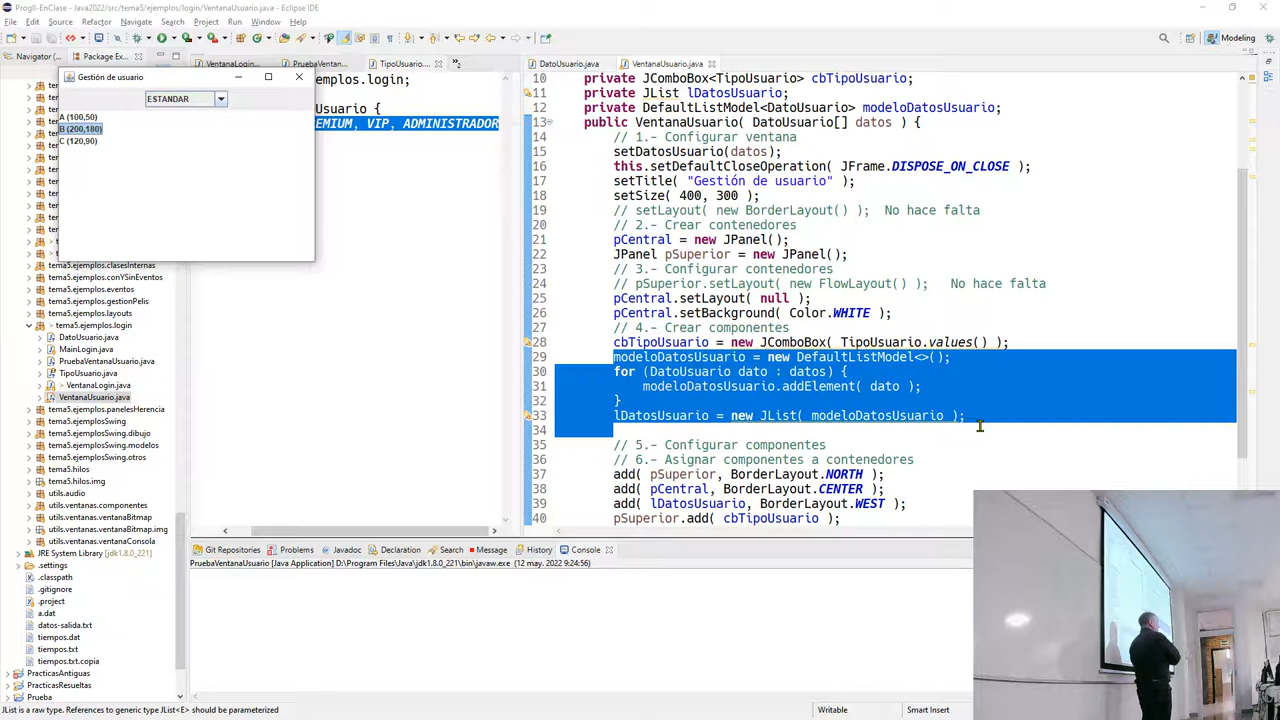 ProgII-EnClase - Java2022/src/tema5/ejemplos/login/VentanaUsuario.java - Eclipse IDE
File Edit Source Refactor Navigate Search Project Run Window Help
Modeling
Navigator ( Package Ex...
Gestión de usuario
ESTANDAR
A (100,50)
B (200,180)
C (120,90)
tema5.ejemplos.clasesInternas
tema5.ejemplos.conYSinEventos
tema5.ejemplos.eventos
tema5.ejemplos.gestionPelis
tema5.ejemplos.layouts
> tema5.ejemplos.login
DatoUsuario.java
MainLogin.java
PruebaVentanaUsuario.java
TipoUsuario.java
> VentanaLogin.java
VentanaUsuario.java
tema5.ejemplos.panelesHerencia
tema5.ejemplosSwing.dibujo
tema5.ejemplosSwing.modelos
tema5.ejemplosSwing.otros
tema5.hilos
tema5.hilos.img
utils.audio
utils.ventanas.componentes
utils.ventanas.ventanaBitmap
utils.ventanas.ventanaBitmap.img
utils.ventanas.ventanaConsola
JRE System Library [jdk1.8.0_221]
.settings
.classpath
.gitignore
.project
a.dat
datos-salida.txt
tiempos.dat
tiempos.txt
tiempos.txt.copia
PracticasAntiguas
PracticasResueltas
Prueba
VentanaLogin... PruebaVentan... TipoUsuario....
mplos.login;
Usuario {
EMIUM, VIP, ADMINISTRADOR
DatoUsuario.java VentanaUsuario.java
10 private JComboBox<TipoUsuario> cbTipoUsuario;
11 private JList lDatosUsuario;
12 private DefaultListModel<DatoUsuario> modeloDatosUsuario;
13 public VentanaUsuario( DatoUsuario[] datos ) {
14 // 1.- Configurar ventana
15 setDatosUsuario(datos);
16 this.setDefaultCloseOperation( JFrame.DISPOSE_ON_CLOSE );
17 setTitle( "Gestión de usuario" );
18 setSize( 400, 300 );
19 // setLayout( new BorderLayout() ); No hace falta
20 // 2.- Crear contenedores
21 pCentral = new JPanel();
22 JPanel pSuperior = new JPanel();
23 // 3.- Configurar contenedores
24 // pSuperior.setLayout( new FlowLayout() ); No hace falta
25 pCentral.setLayout( null );
26 pCentral.setBackground( Color.WHITE );
27 // 4.- Crear componentes
28 cbTipoUsuario = new JComboBox( TipoUsuario.values() );
29 modeloDatosUsuario = new DefaultListModel<>();
30 for (DatoUsuario dato : datos) {
31 modeloDatosUsuario.addElement( dato );
32 }
33 lDatosUsuario = new JList( modeloDatosUsuario );
34
35 // 5.- Configurar componentes
36 // 6.- Asignar componentes a contenedores
37 add( pSuperior, BorderLayout.NORTH );
38 add( pCentral, BorderLayout.CENTER );
39 add( lDatosUsuario, BorderLayout.WEST );
40 pSuperior.add( cbTipoUsuario );
Git Repositories Problems Javadoc Declaration Search Message History Console
PruebaVentanaUsuario [Java Application] D:\Program Files\Java\jdk1.8.0_221\bin\javaw.exe (12 may. 2022 9:24:56)
JList is a raw type. References to generic type JList<E> should be parameterized
Writable Smart Insert